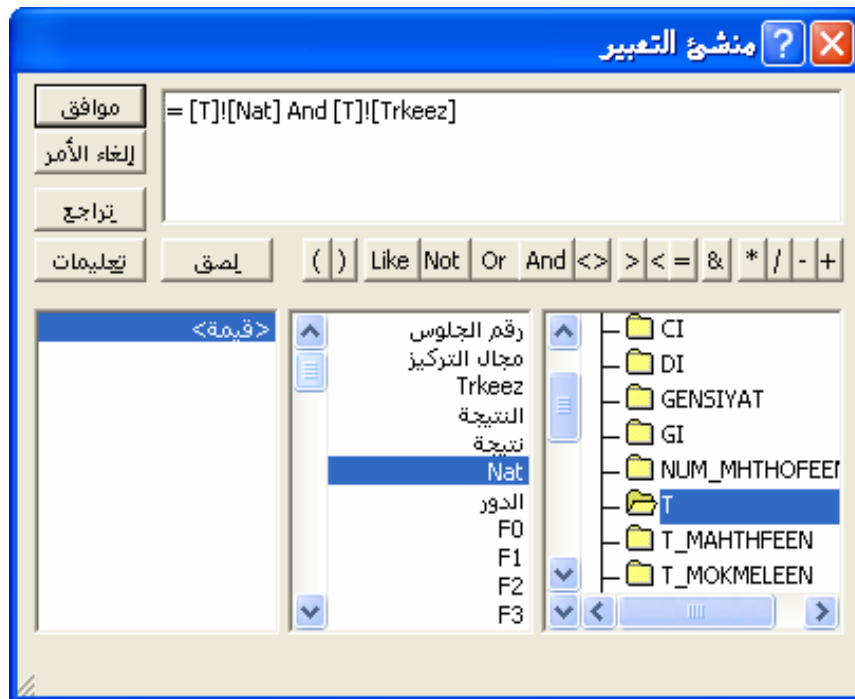 منشئ التعبير
= [T]![Nat] And [T]![Trkeez]
موافق
إلغاء الأمر
تراجع
تعليمات
لصق
( ) Like Not Or And <> > < = & * / - +
CI
DI
GENSIYAT
GI
NUM_MHTHOFEEN
T
T_MAHTHFEEN
T_MOKMELEEN
رقم الجلوس
مجال التركيز
Trkeez
النتيجة
نتيجة
Nat
الدور
F0
F1
F2
F3
<قيمة>